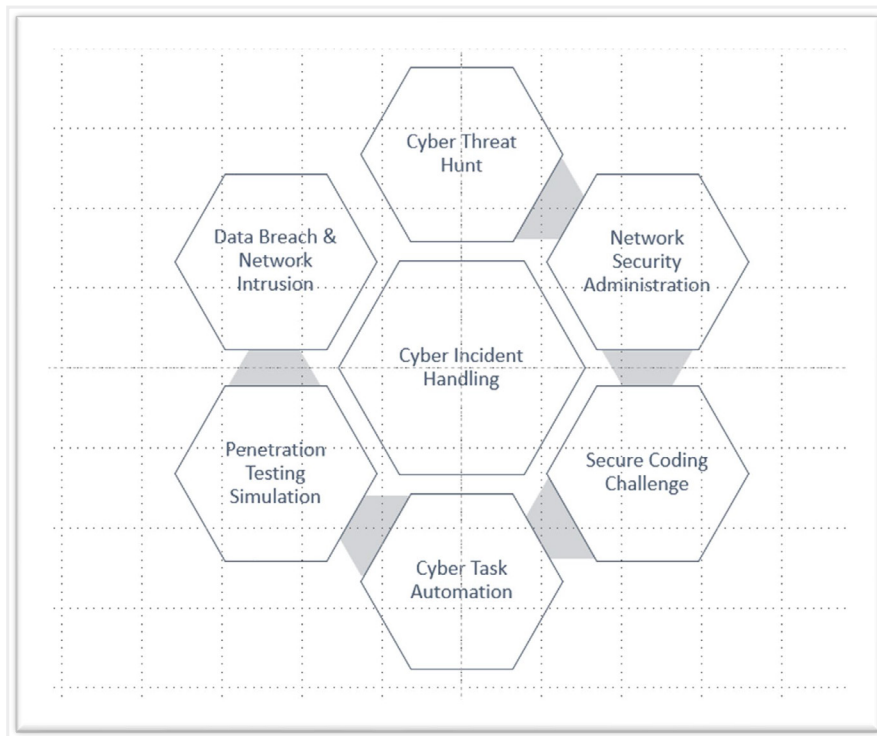 Cyber Threat
Hunt
Data Breach &
Network
Intrusion
Network
Security
Administration
Cyber Incident
Handling
Penetration
Testing
Simulation
Secure Coding
Challenge
Cyber Task
Automation